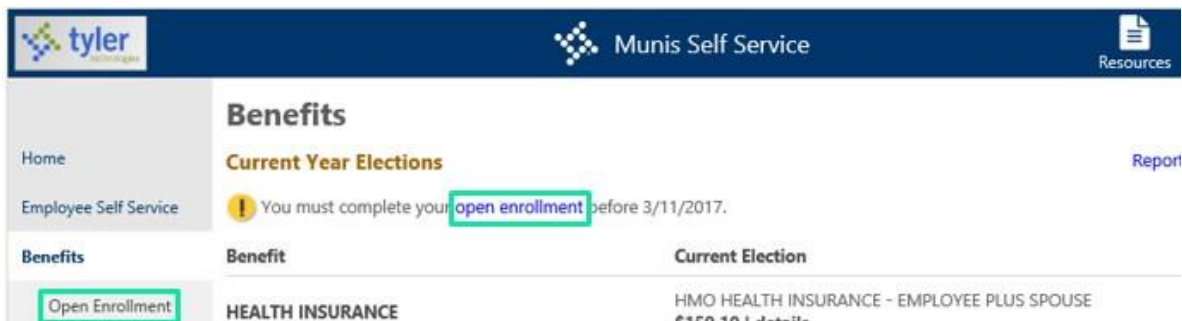 tyler
technologies
Munis Self Service
Resources
Benefits
Home
Current Year Elections
Report
Employee Self Service
! You must complete your open enrollment before 3/11/2017.
Benefits
Benefit
Current Election
Open Enrollment
HEALTH INSURANCE
HMO HEALTH INSURANCE - EMPLOYEE PLUS SPOUSE
details